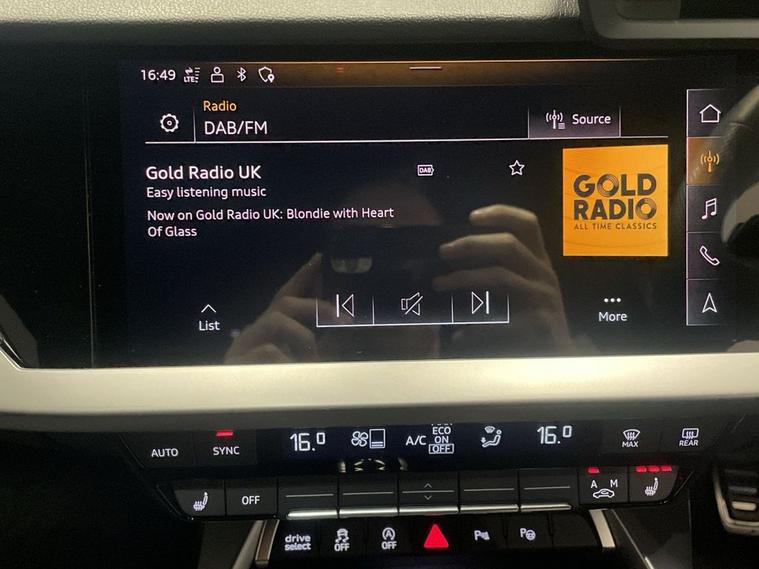 16:49 LTE
Radio
DAB/FM
Source
Gold Radio UK
DAB
Easy listening music
Now on Gold Radio UK: Blondie with Heart
Of Glass
GOLD
RADIO
ALL TIME CLASSICS
List
More
AUTO
SYNC
16.0
A/C
ECO
ON
OFF
16.0
MAX
REAR
OFF
A M
drive
select
OFF
OFF
P
P